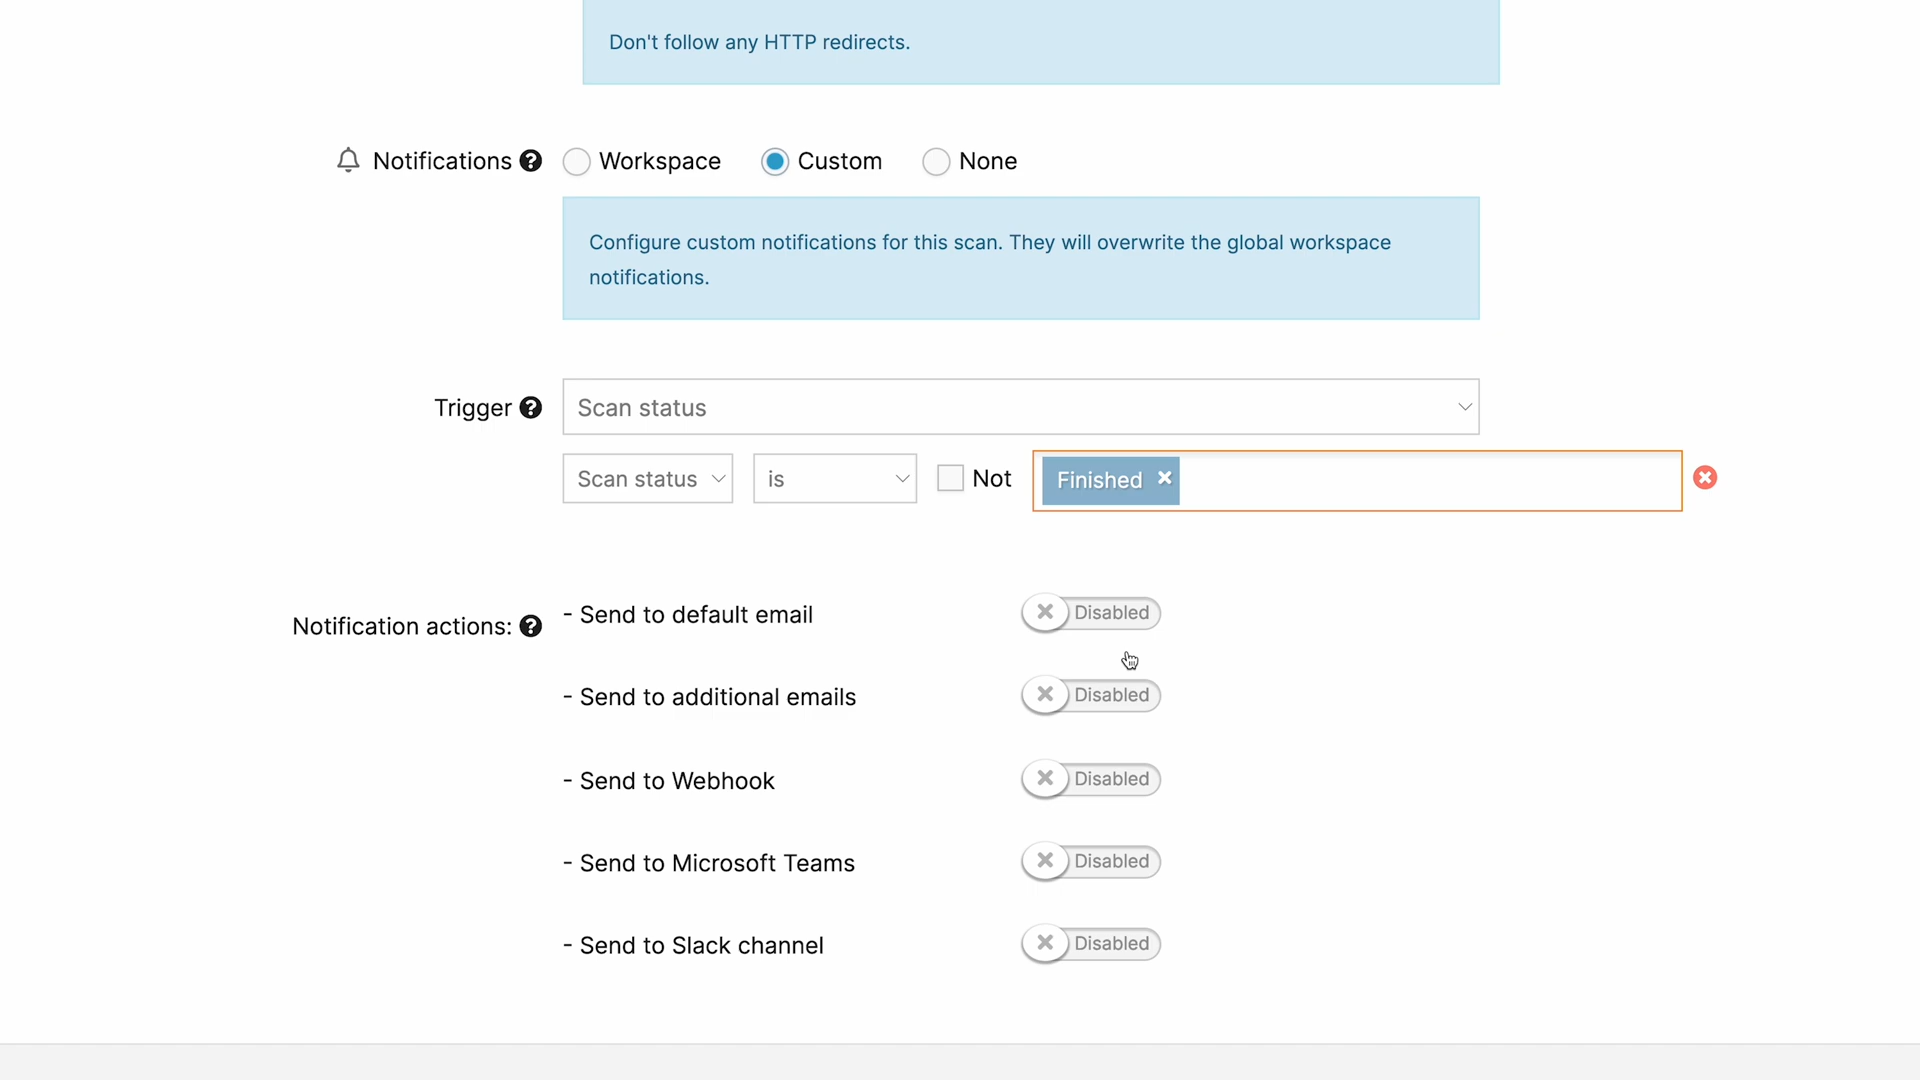 Don't follow any HTTP redirects.
Notifications ? Workspace Custom None
Configure custom notifications for this scan. They will overwrite the global workspace
notifications.
Trigger ? Scan status
Scan status is Not Finished ×
Notification actions: ?
- Send to default email Disabled
- Send to additional emails Disabled
- Send to Webhook Disabled
- Send to Microsoft Teams Disabled
- Send to Slack channel Disabled